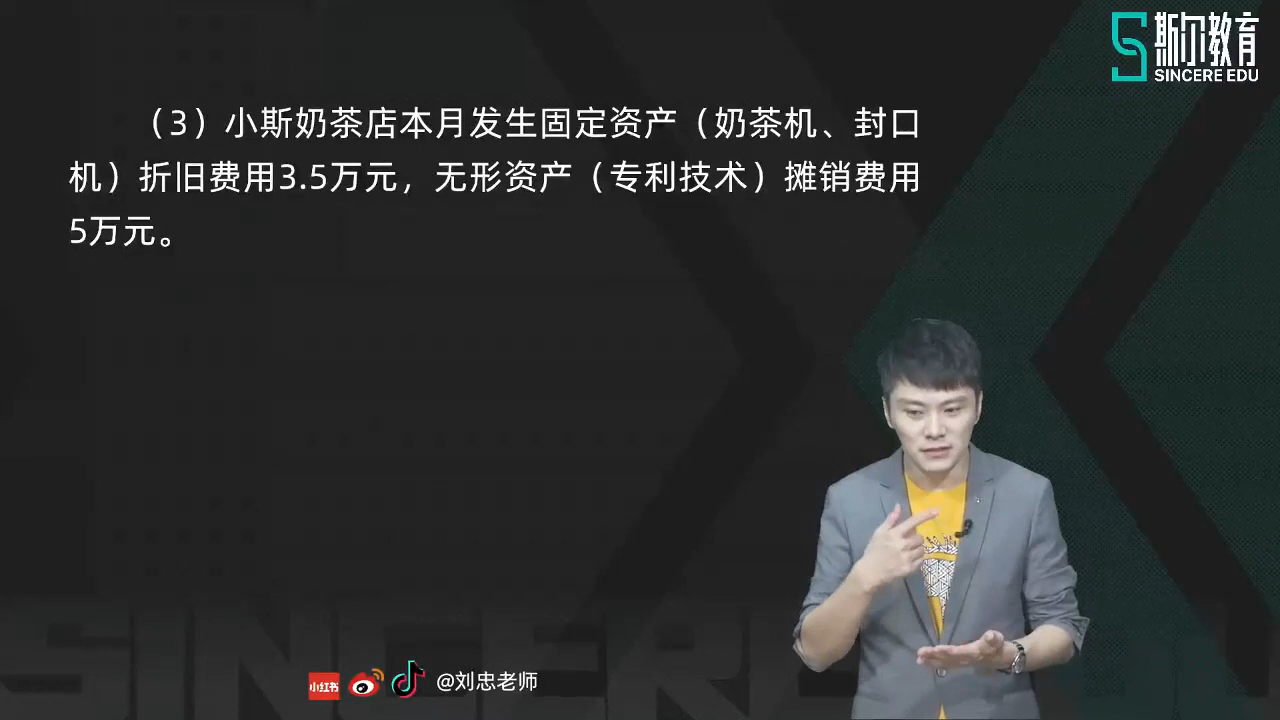 斯尔教育
SINCERE EDU
（3）小斯奶茶店本月发生固定资产（奶茶机、封口
机）折旧费用3.5万元，无形资产（专利技术）摊销费用
5万元。
SINCERE
小红书
@刘忠老师